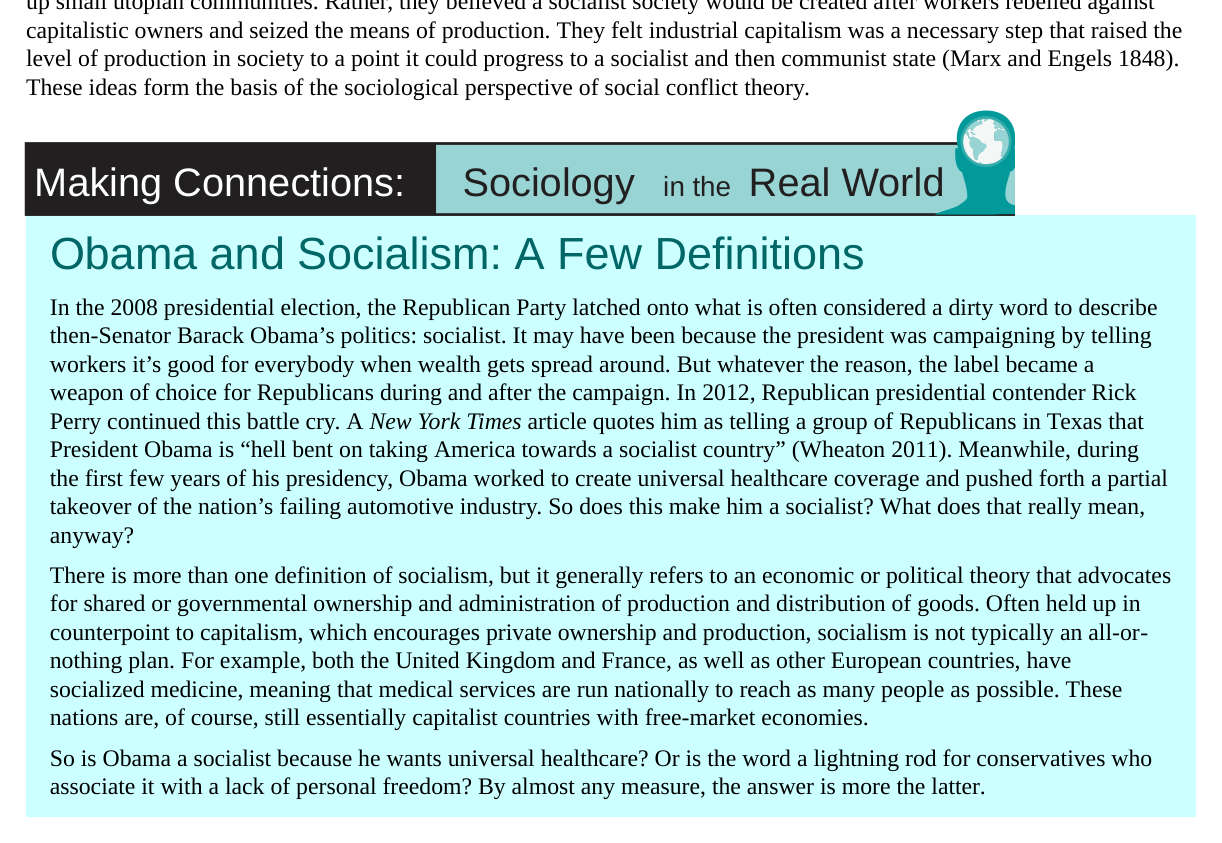 up small utopian communities. Rather, they believed a socialist society would be created after workers rebelled against
capitalistic owners and seized the means of production. They felt industrial capitalism was a necessary step that raised the
level of production in society to a point it could progress to a socialist and then communist state (Marx and Engels 1848).
These ideas form the basis of the sociological perspective of social conflict theory.
Making Connections: Sociology in the Real World
Obama and Socialism: A Few Definitions
In the 2008 presidential election, the Republican Party latched onto what is often considered a dirty word to describe
then-Senator Barack Obama’s politics: socialist. It may have been because the president was campaigning by telling
workers it’s good for everybody when wealth gets spread around. But whatever the reason, the label became a
weapon of choice for Republicans during and after the campaign. In 2012, Republican presidential contender Rick
Perry continued this battle cry. A New York Times article quotes him as telling a group of Republicans in Texas that
President Obama is “hell bent on taking America towards a socialist country” (Wheaton 2011). Meanwhile, during
the first few years of his presidency, Obama worked to create universal healthcare coverage and pushed forth a partial
takeover of the nation’s failing automotive industry. So does this make him a socialist? What does that really mean,
anyway?
There is more than one definition of socialism, but it generally refers to an economic or political theory that advocates
for shared or governmental ownership and administration of production and distribution of goods. Often held up in
counterpoint to capitalism, which encourages private ownership and production, socialism is not typically an all-or-
nothing plan. For example, both the United Kingdom and France, as well as other European countries, have
socialized medicine, meaning that medical services are run nationally to reach as many people as possible. These
nations are, of course, still essentially capitalist countries with free-market economies.
So is Obama a socialist because he wants universal healthcare? Or is the word a lightning rod for conservatives who
associate it with a lack of personal freedom? By almost any measure, the answer is more the latter.